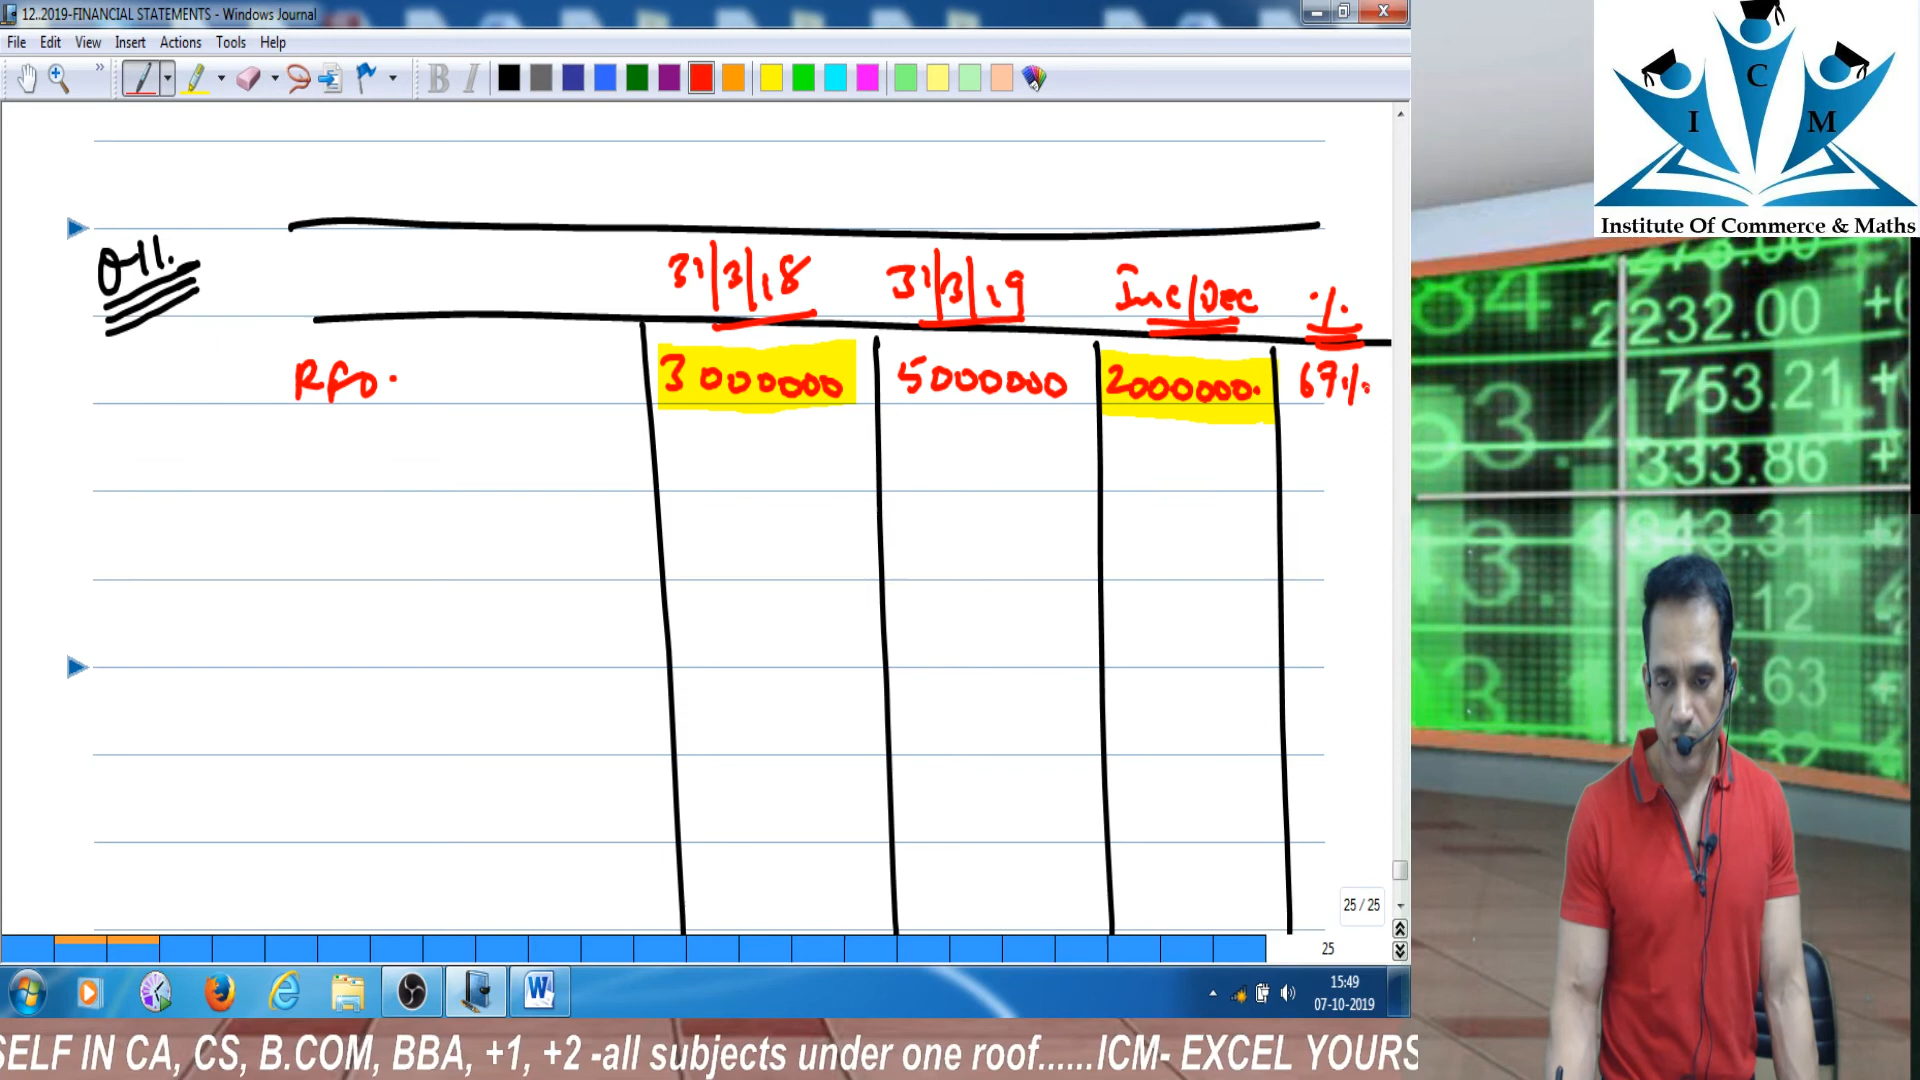 12..2019-FINANCIAL STATEMENTS - Windows Journal
File Edit View Insert Actions Tools Help
B I
Q-11.
31/3/18 31/3/19 Inc/Dec %
RFO. 3000000 5000000 2000000. 67%
25 / 25
25
15:49
07-10-2019
I C M
Institute Of Commerce & Maths
2232.00
753.21
333.86
SELF IN CA, CS, B.COM, BBA, +1, +2 -all subjects under one roof......ICM- EXCEL YOURS